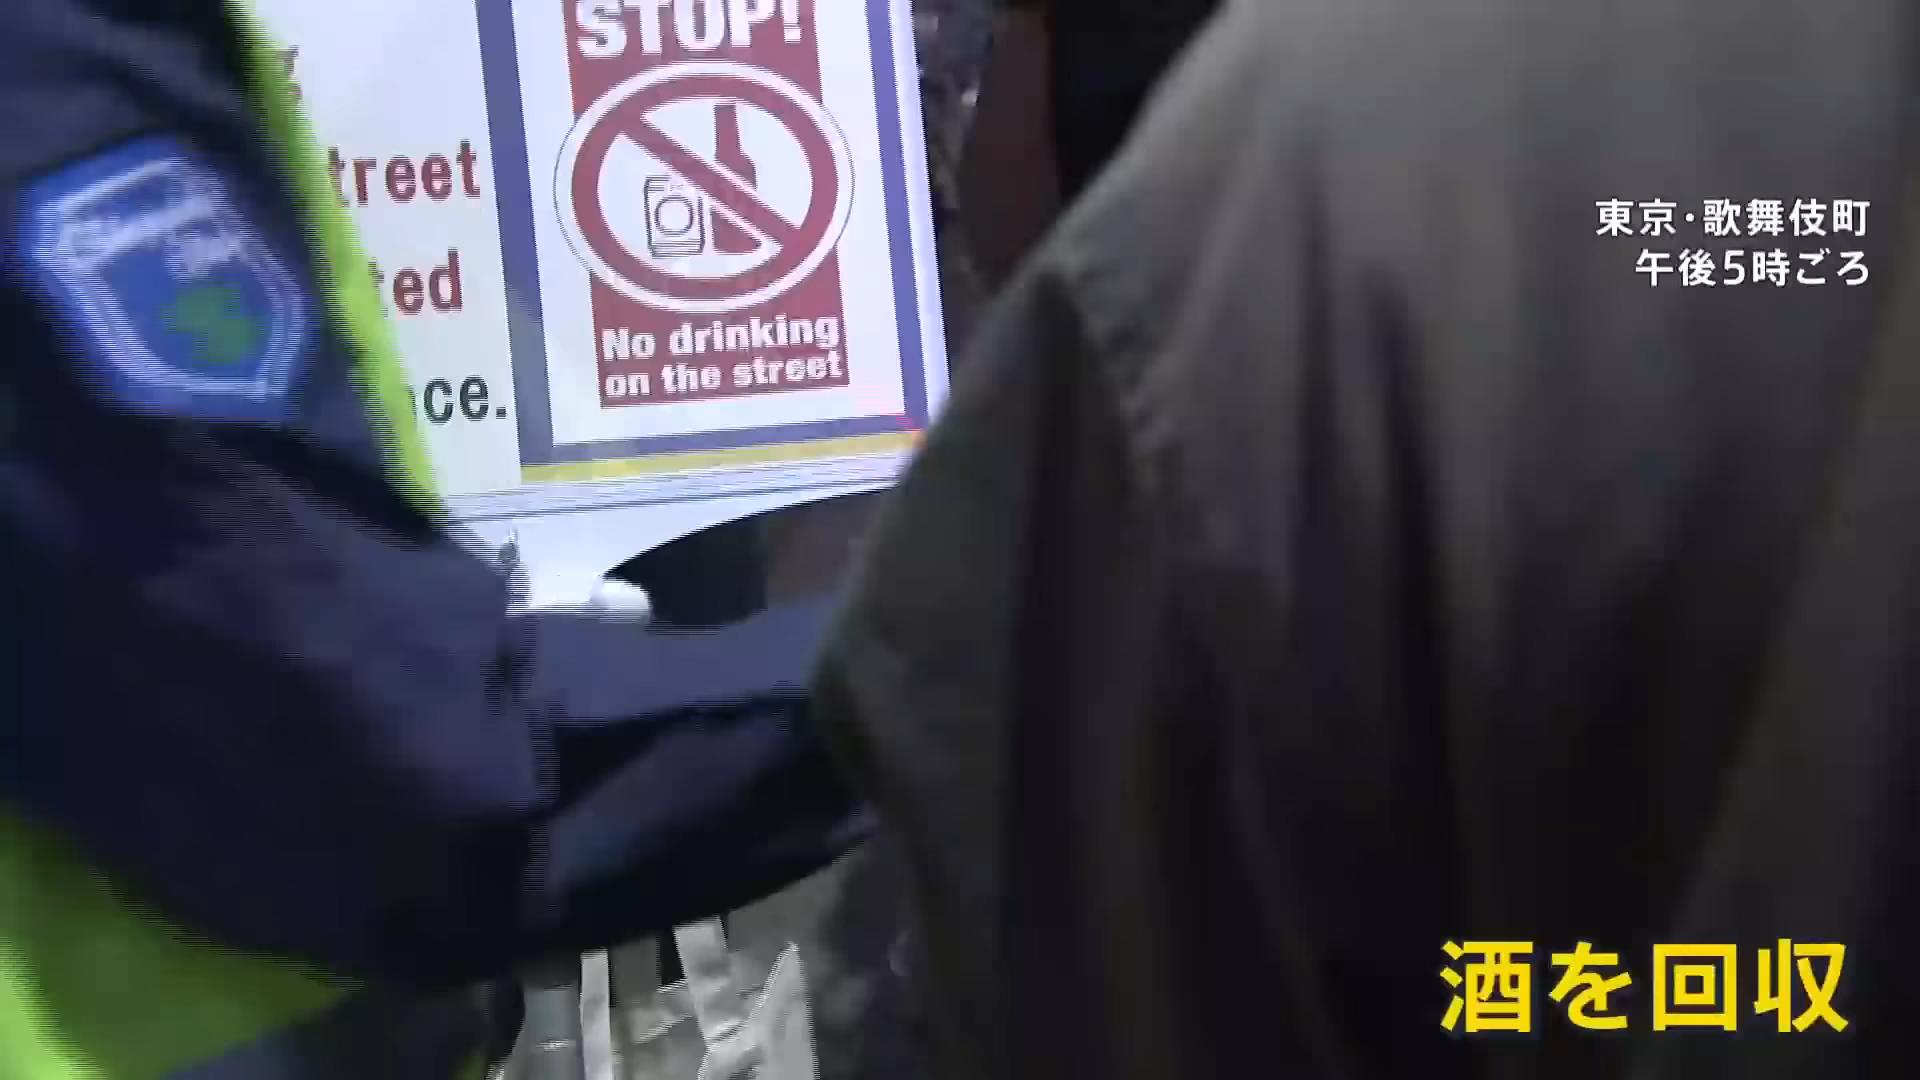 STOP!
treet
ted
ce.
No drinking
on the street
東京・歌舞伎町
午後5時ごろ
酒を回収